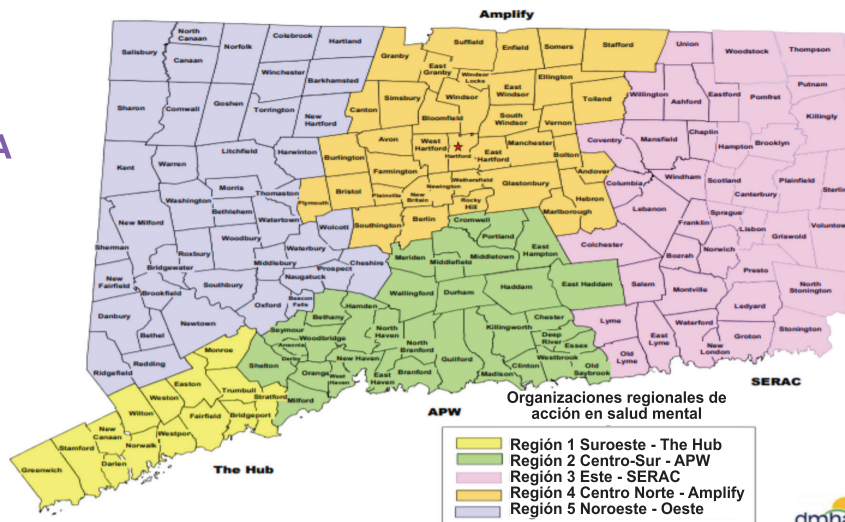 Amplify
A
Salisbury
North
Canaan
Canaan
Norfolk
Colebrook
Hartland
Winchester
Barkhamsted
Sharon
Cornwall
Goshen
Torrington
New
Hartford
Kent
Warren
Litchfield
Harwinton
Morris
Washington
Bethlehem
Thomaston
Watertown
New Milford
Woodbury
Waterbury
Wolcott
Sherman
Roxbury
Bridgewater
Middlebury
Prospect
Naugatuck
Cheshire
New
Fairfield
Brookfield
Southbury
Oxford
Beacon
Falls
Danbury
Newtown
Bethel
Redding
Ridgefield
Granby
Suffield
Enfield
Somers
Stafford
East
Granby
Windsor
Locks
Ellington
Simsbury
Windsor
East
Windsor
Tolland
Canton
Bloomfield
South
Windsor
Vernon
Avon
West
Hartford
Hartford
East
Hartford
Manchester
Bolton
Burlington
Farmington
Andover
Wethersfield
Newington
Glastonbury
Hebron
Bristol
Plainville
New
Britain
Rocky
Hill
Marlborough
Plymouth
Southington
Berlin
Union
Woodstock
Thompson
Willington
Ashford
Eastford
Pomfret
Putnam
Killingly
Coventry
Mansfield
Chaplin
Hampton
Brooklyn
Columbia
Windham
Scotland
Canterbury
Plainfield
Sterlin
Lebanon
Franklin
Sprague
Lisbon
Griswold
Voluntow
Colchester
Bozrah
Norwich
Presto
North
Stonington
Salem
Montville
Ledyard
Lyme
East
Lyme
Waterford
New
London
Groton
Stonington
Old
Lyme
SERAC
Cromwell
Portland
East
Hampton
Meriden
Middlefield
Middletown
Wallingford
Durham
Haddam
East Haddam
Hamden
Bethany
Seymour
Woodbridge
North
Haven
Killingworth
Chester
Deep
River
Essex
Ansonia
Derby
New Haven
North
Branford
Guilford
Westbrook
Shelton
Orange
West
Haven
East
Haven
Branford
Madison
Clinton
Old
Saybrook
Milford
APW
Monroe
Easton
Trumbull
Weston
Stratford
Wilton
Fairfield
Bridgeport
New
Canaan
Westpor
Norwalk
Stamford
Darien
Greenwich
The Hub
Organizaciones regionales de
acción en salud mental
Región 1 Suroeste - The Hub
Región 2 Centro-Sur - APW
Región 3 Este - SERAC
Región 4 Centro Norte - Amplify
Región 5 Noroeste - Oeste